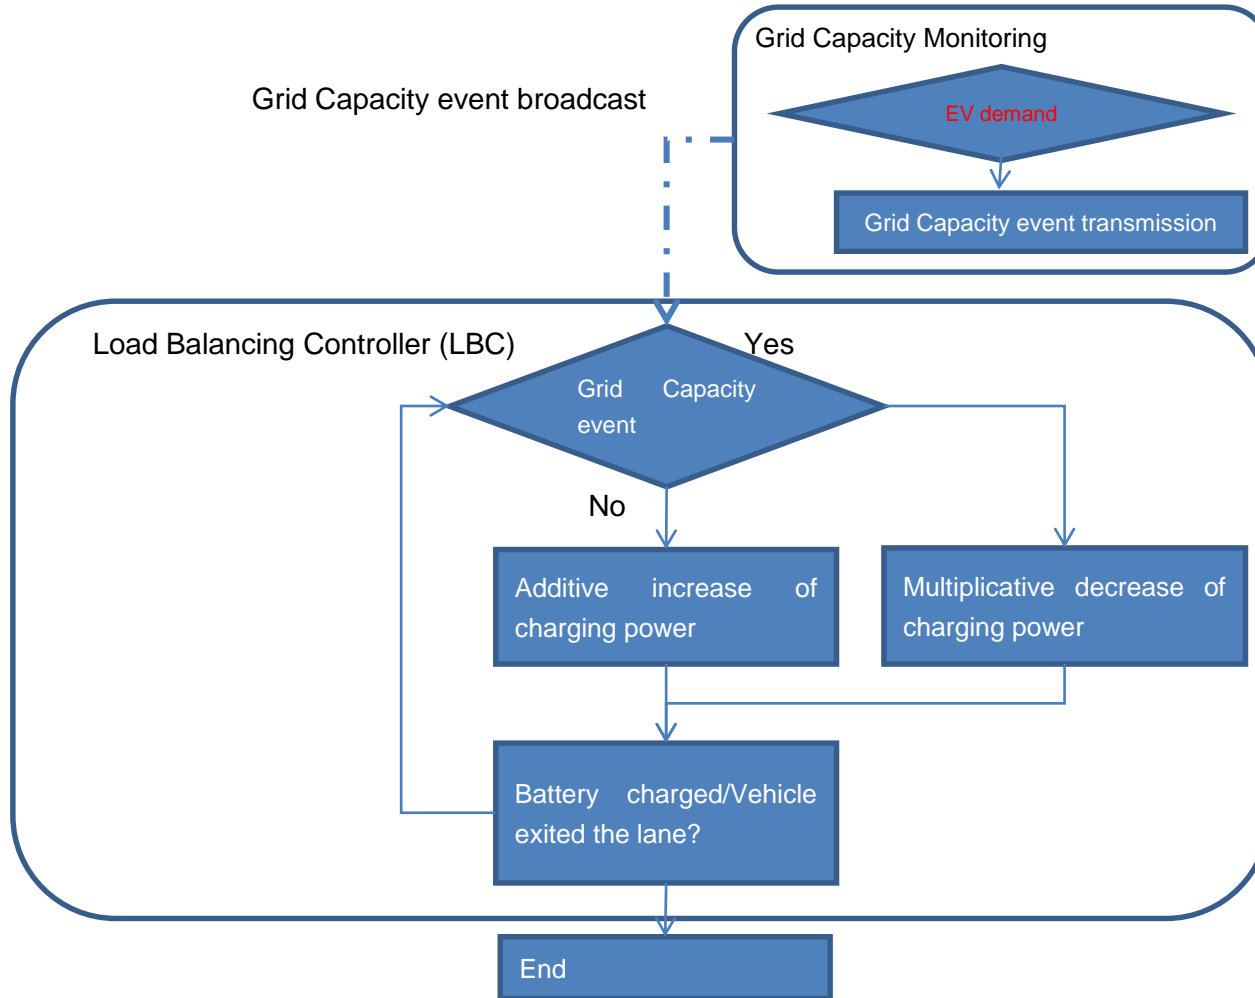 Grid Capacity Monitoring
EV demand
Grid Capacity event broadcast
Grid Capacity event transmission
Load Balancing Controller (LBC)
Yes
Grid Capacity
event
No
Additive increase of
charging power
Multiplicative decrease of
charging power
Battery charged/Vehicle
exited the lane?
End